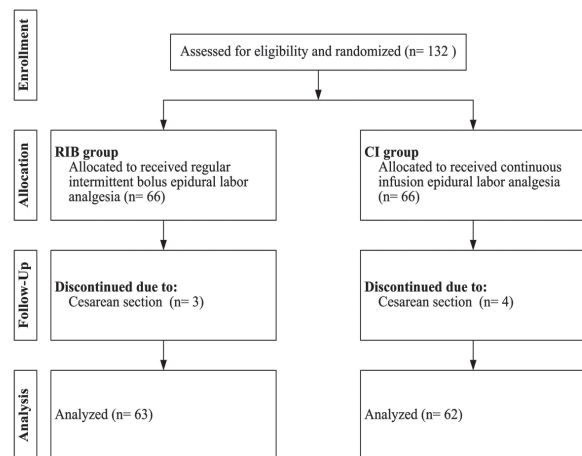 Enrollment
Assessed for eligibility and randomized (n= 132 )
Allocation
RIB group
Allocated to received regular
intermittent bolus epidural labor
analgesia (n= 66)
CI group
Allocated to received continuous
infusion epidural labor analgesia
(n= 66)
Follow-Up
Discontinued due to:
Cesarean section (n= 3)
Discontinued due to:
Cesarean section (n= 4)
Analysis
Analyzed (n= 63)
Analyzed (n= 62)